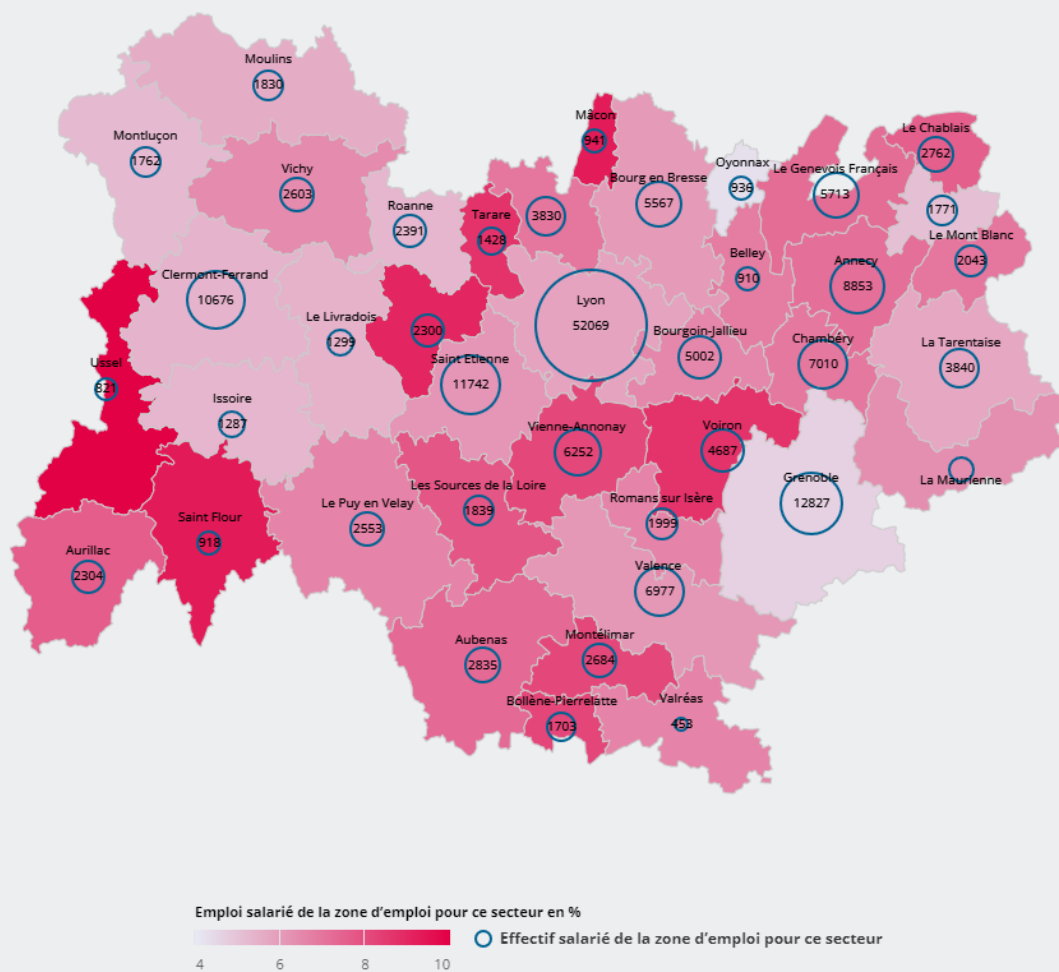 Moulins
1830
Montluçon
1762
Vichy
2603
Roanne
2391
Tarare
1428
3830
Mâcon
941
Bourg en Bresse
5567
Oyonnax
936
Le Genevois Français
5713
Le Chablais
2762
1771
Le Mont Blanc
2043
Belley
910
Annecy
8853
Clermont-Ferrand
10676
Le Livradois
1299
2300
Lyon
52069
Saint Etienne
11742
Bourgoin-Jallieu
5002
Chambéry
7010
La Tarentaise
3840
Ussel
821
Issoire
1287
Vienne-Annonay
6252
Voiron
4687
Grenoble
12827
La Maurienne
Les Sources de la Loire
1839
Romans sur Isère
1999
Le Puy en Velay
2553
Saint Flour
918
Aurillac
2304
Valence
6977
Aubenas
2835
Montélimar
2684
Bollène-Pierrelatte
1703
Valréas
453
Emploi salarié de la zone d’emploi pour ce secteur en %
4 6 8 10
Effectif salarié de la zone d’emploi pour ce secteur